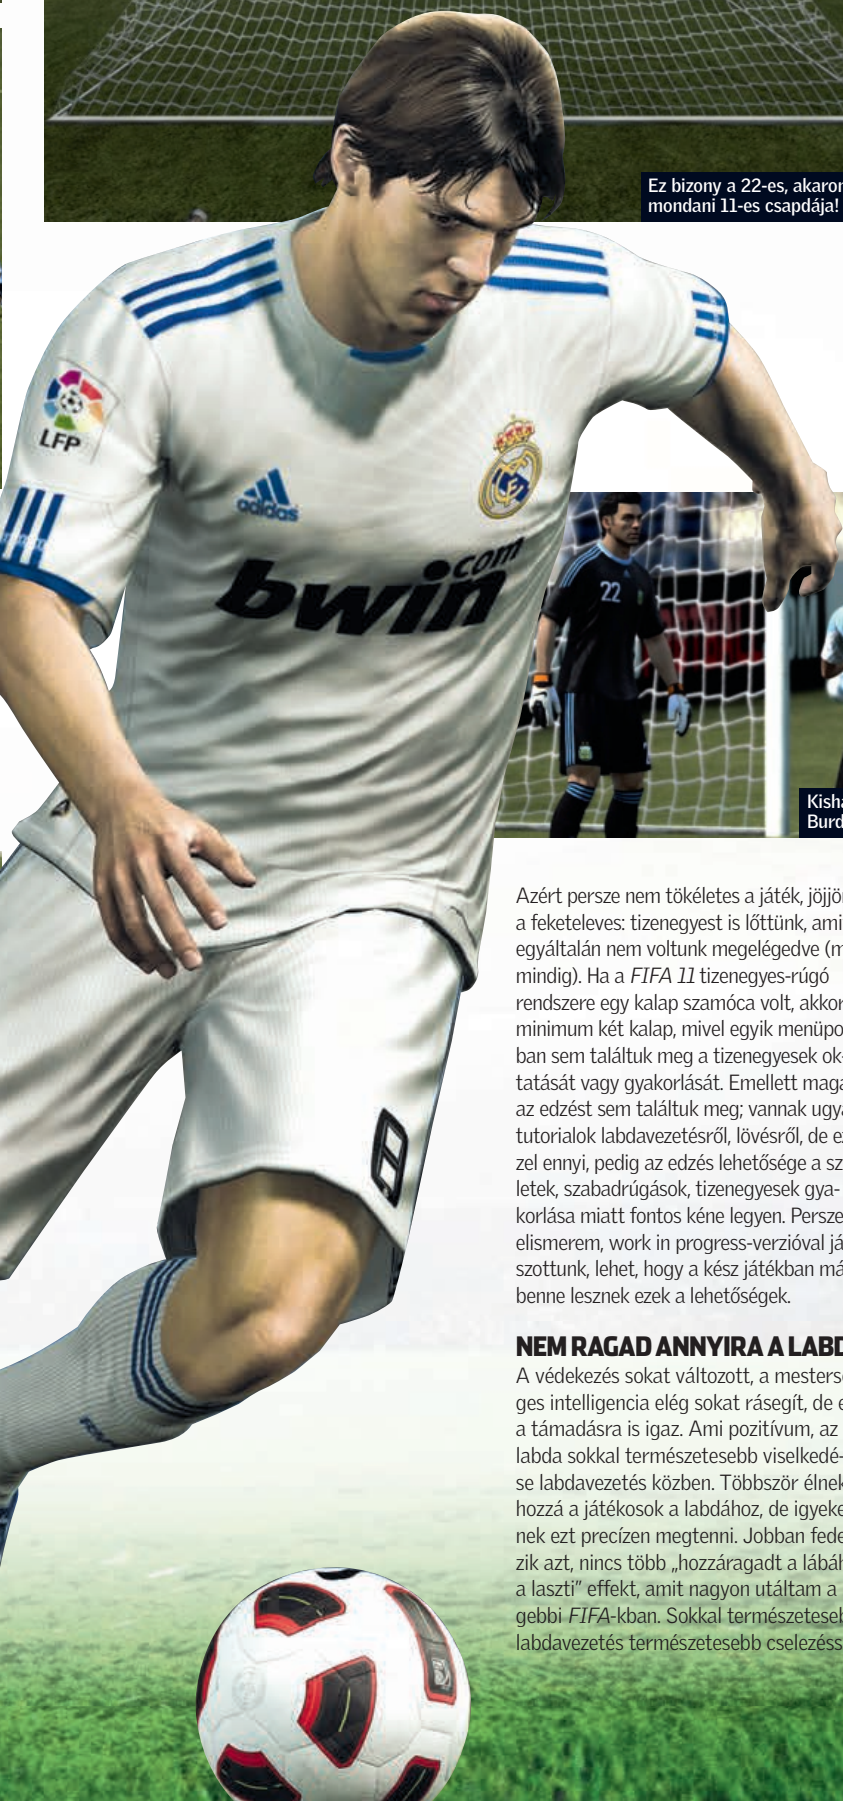 Ez bizony a 22-es, akarom
mondani 11-es csapdája!
LFP
adidas
bwin.com
22
8
Azért persze nem tökéletes a játék, jöjjön
a feketeleves: tizenegyest is lőttünk, ami
egyáltalán nem voltunk megelégedve (m
mindig). Ha a FIFA 11 tizenegyes-rúgó
rendszere egy kalap szamóca volt, akkor
minimum két kalap, mivel egyik menüpo
ban sem találtuk meg a tizenegyesek ok-
tatását vagy gyakorlását. Emellett maga
az edzést sem találtuk meg; vannak ugya
tutorialok labdavezetésről, lövésről, de ez
zel ennyi, pedig az edzés lehetősége a sz
letek, szabadrúgások, tizenegyesek gya-
korlása miatt fontos kéne legyen. Persze
elismerem, work in progress-verzióval já
szottunk, lehet, hogy a kész játékban má
benne lesznek ezek a lehetőségek.
NEM RAGAD ANNYIRA A LABD
A védekezés sokat változott, a mesterség
ges intelligencia elég sokat rásegít, de e
a támadásra is igaz. Ami pozitívum, az
labda sokkal természetesebb viselkedé-
se labdavezetés közben. Többször élnek
hozzá a játékosok a labdához, de igyeke
nek ezt precízen megtenni. Jobban fede
zik azt, nincs több „hozzáragadt a lábáh
a laszti” effekt, amit nagyon utáltam a
gebbi FIFA-kban. Sokkal természeteseb
labdavezetés természetesebb cselezéss
Kisha
Burd